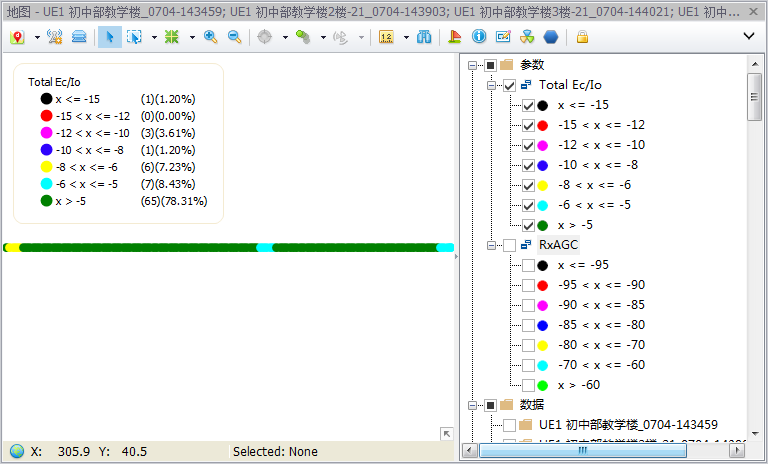 地图 - UE1 初中部教学楼_0704-143459; UE1 初中部教学楼2楼-21_0704-143903; UE1 初中部教学楼3楼-21_0704-144021; UE1 初中...
1.2
Total Ec/Io
x <= -15 (1)(1.20%)
-15 < x <= -12 (0)(0.00%)
-12 < x <= -10 (3)(3.61%)
-10 < x <= -8 (1)(1.20%)
-8 < x <= -6 (6)(7.23%)
-6 < x <= -5 (7)(8.43%)
x > -5 (65)(78.31%)
参数
Total Ec/Io
x <= -15
-15 < x <= -12
-12 < x <= -10
-10 < x <= -8
-8 < x <= -6
-6 < x <= -5
x > -5
RxAGC
x <= -95
-95 < x <= -90
-90 < x <= -85
-85 < x <= -80
-80 < x <= -70
-70 < x <= -60
x > -60
数据
UE1 初中部教学楼_0704-143459
X: 305.9 Y: 40.5 Selected: None